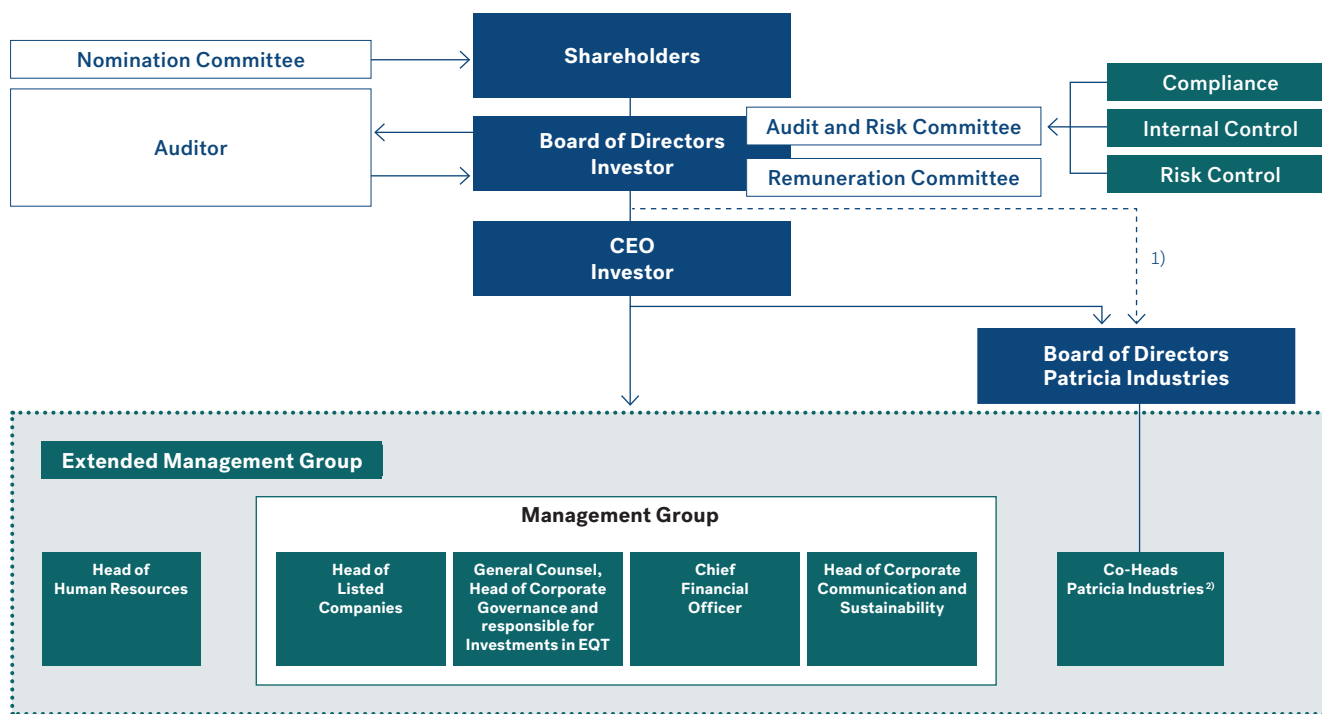 Nomination Committee
Shareholders
Auditor
Board of Directors
Investor
Audit and Risk Committee
Remuneration Committee
Compliance
Internal Control
Risk Control
CEO
Investor
1)
Board of Directors
Patricia Industries
Extended Management Group
Management Group
Head of
Human Resources
Head of
Listed
Companies
General Counsel,
Head of Corporate
Governance and
responsible for
Investments in EQT
Chief
Financial
Officer
Head of Corporate
Communication and
Sustainability
Co-Heads
Patricia Industries 2)